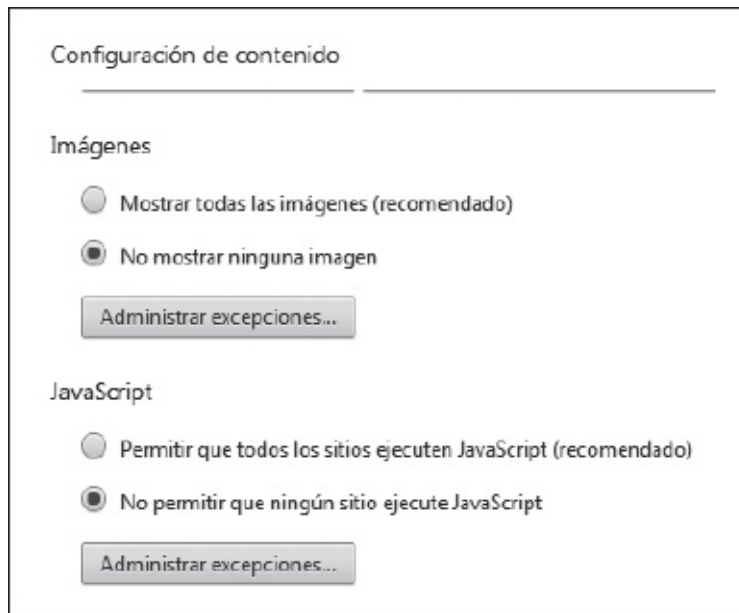 Configuración de contenido
Imágenes
Mostrar todas las imágenes (recomendado)
No mostrar ninguna imagen
Administrar excepciones...
JavaScript
Permitir que todos los sitios ejecuten JavaScript (recomendado)
No permitir que ningún sitio ejecute JavaScript
Administrar excepciones...